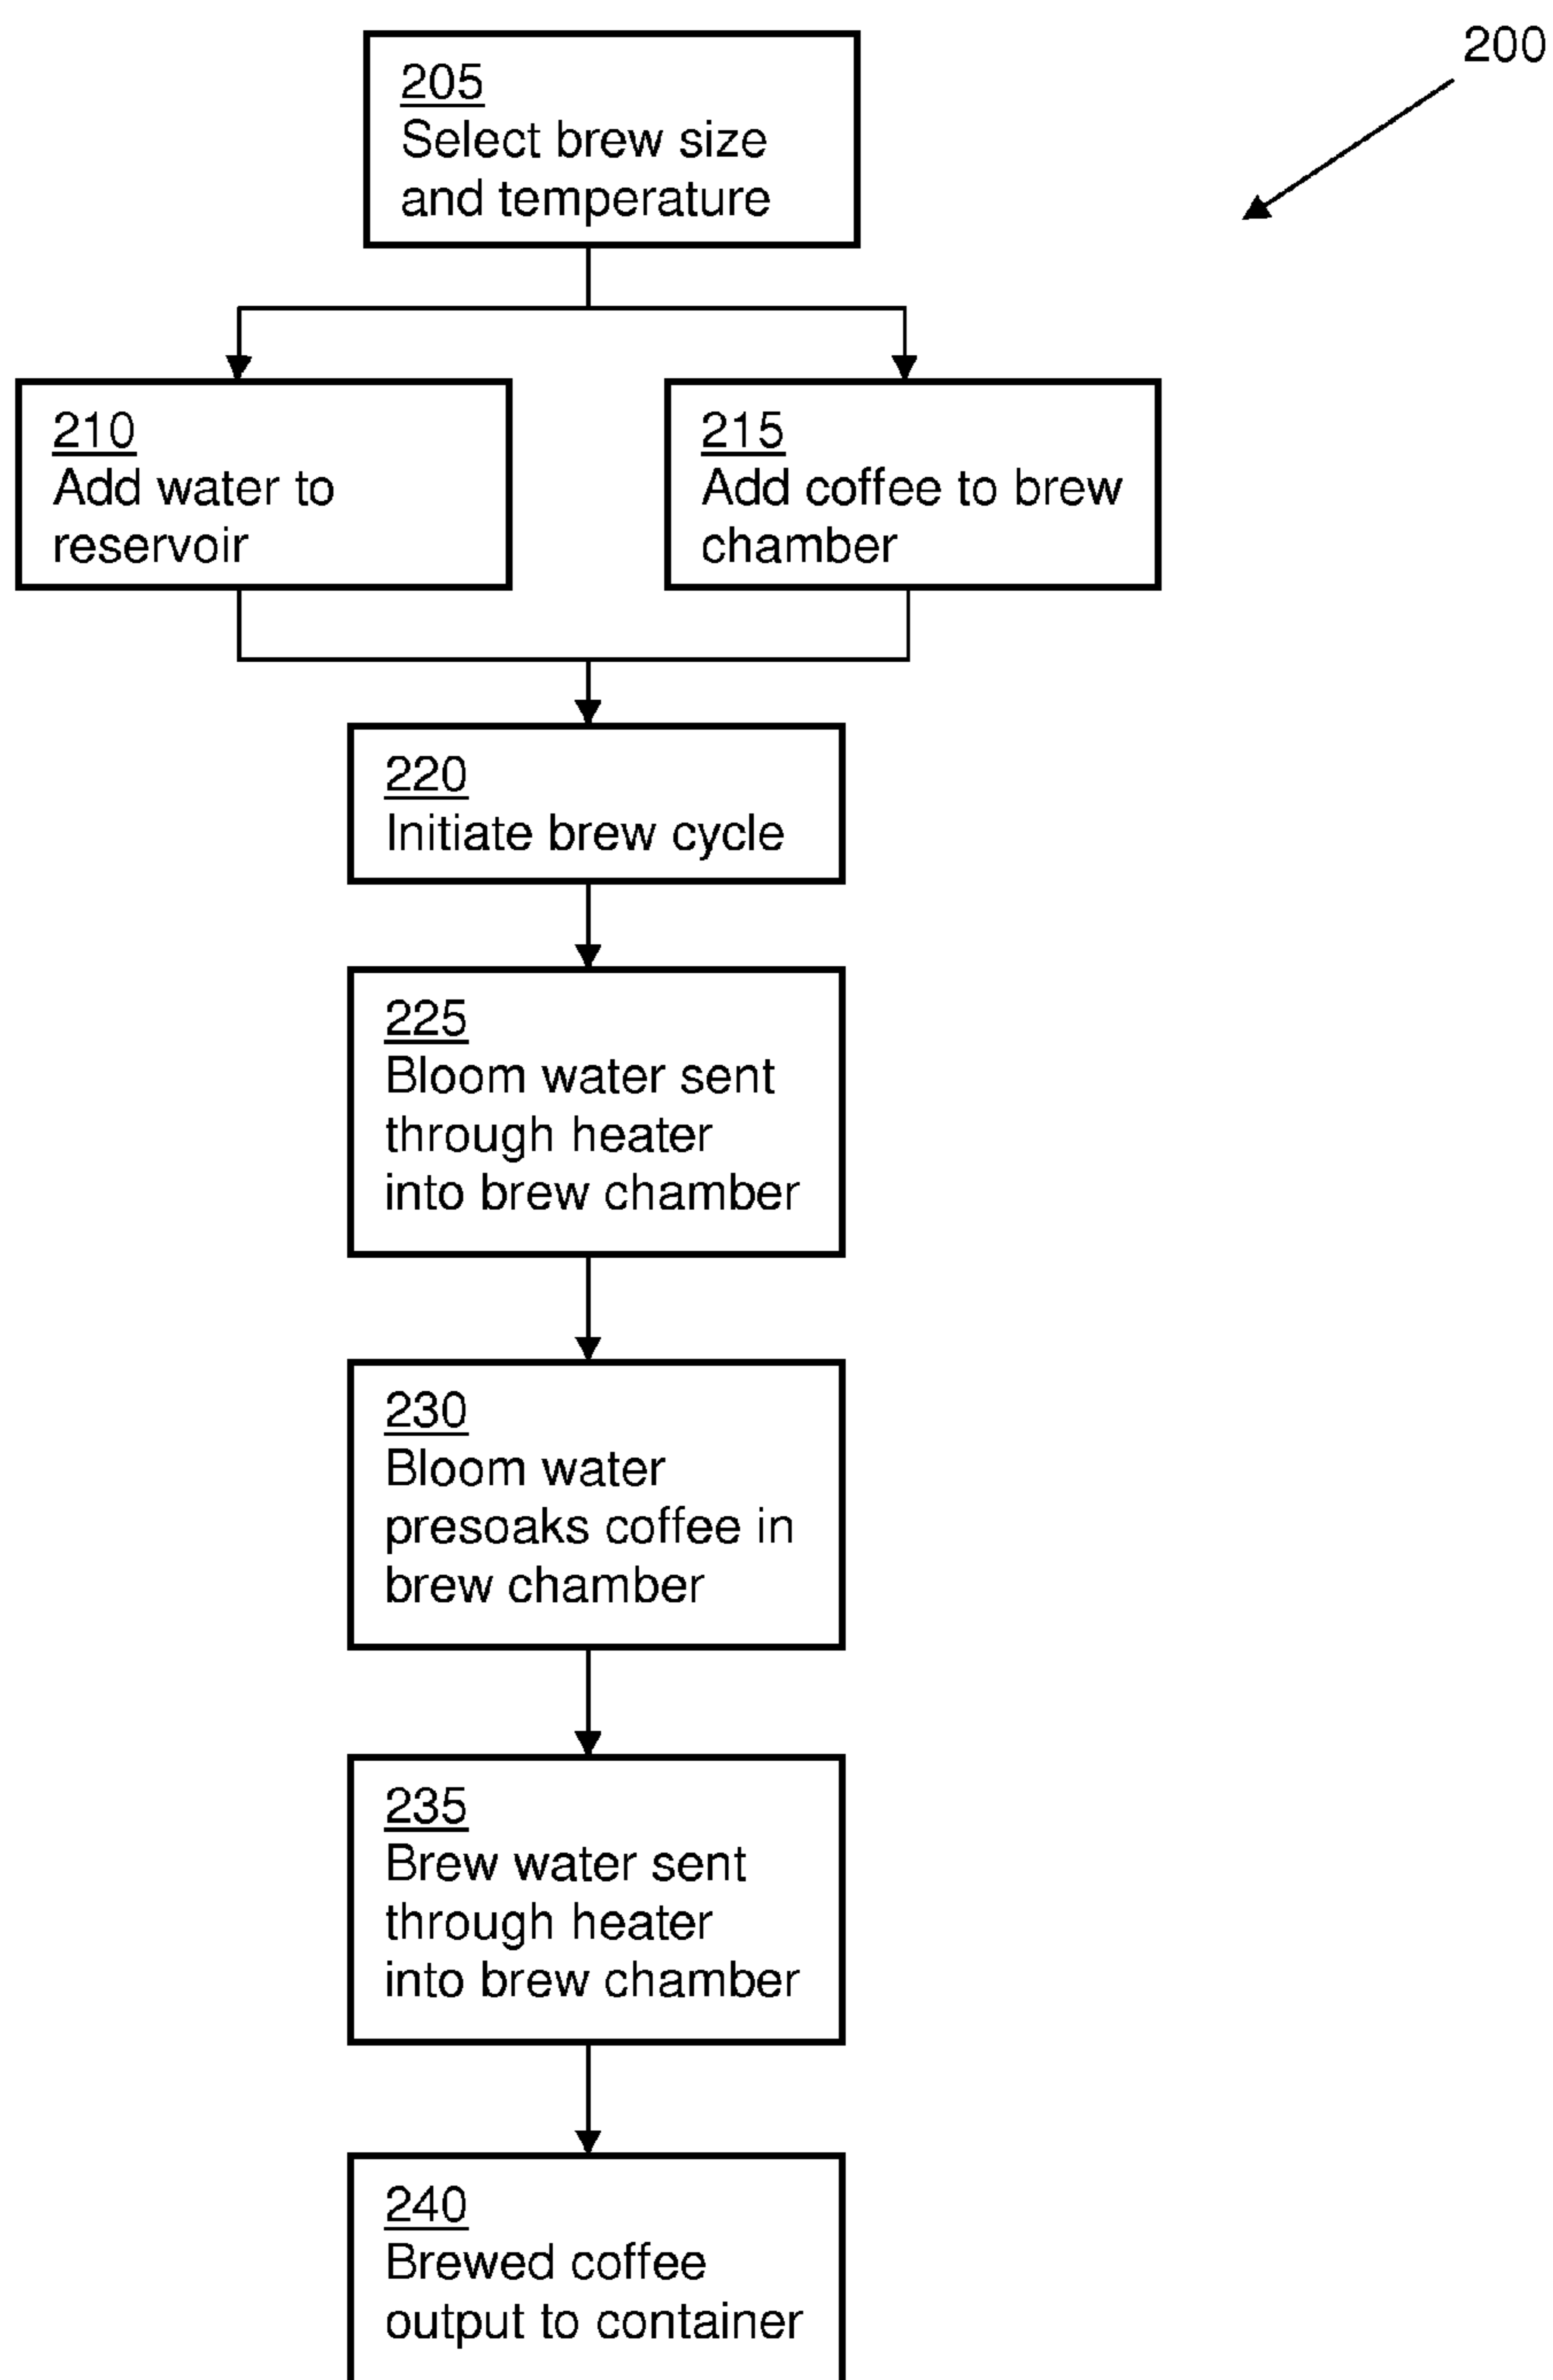 200
205
Select brew size
and temperature
210
Add water to
reservoir
215
Add coffee to brew
chamber
220
Initiate brew cycle
225
Bloom water sent
through heater
into brew chamber
230
Bloom water
presoaks coffee in
brew chamber
235
Brew water sent
through heater
into brew chamber
240
Brewed coffee
output to container